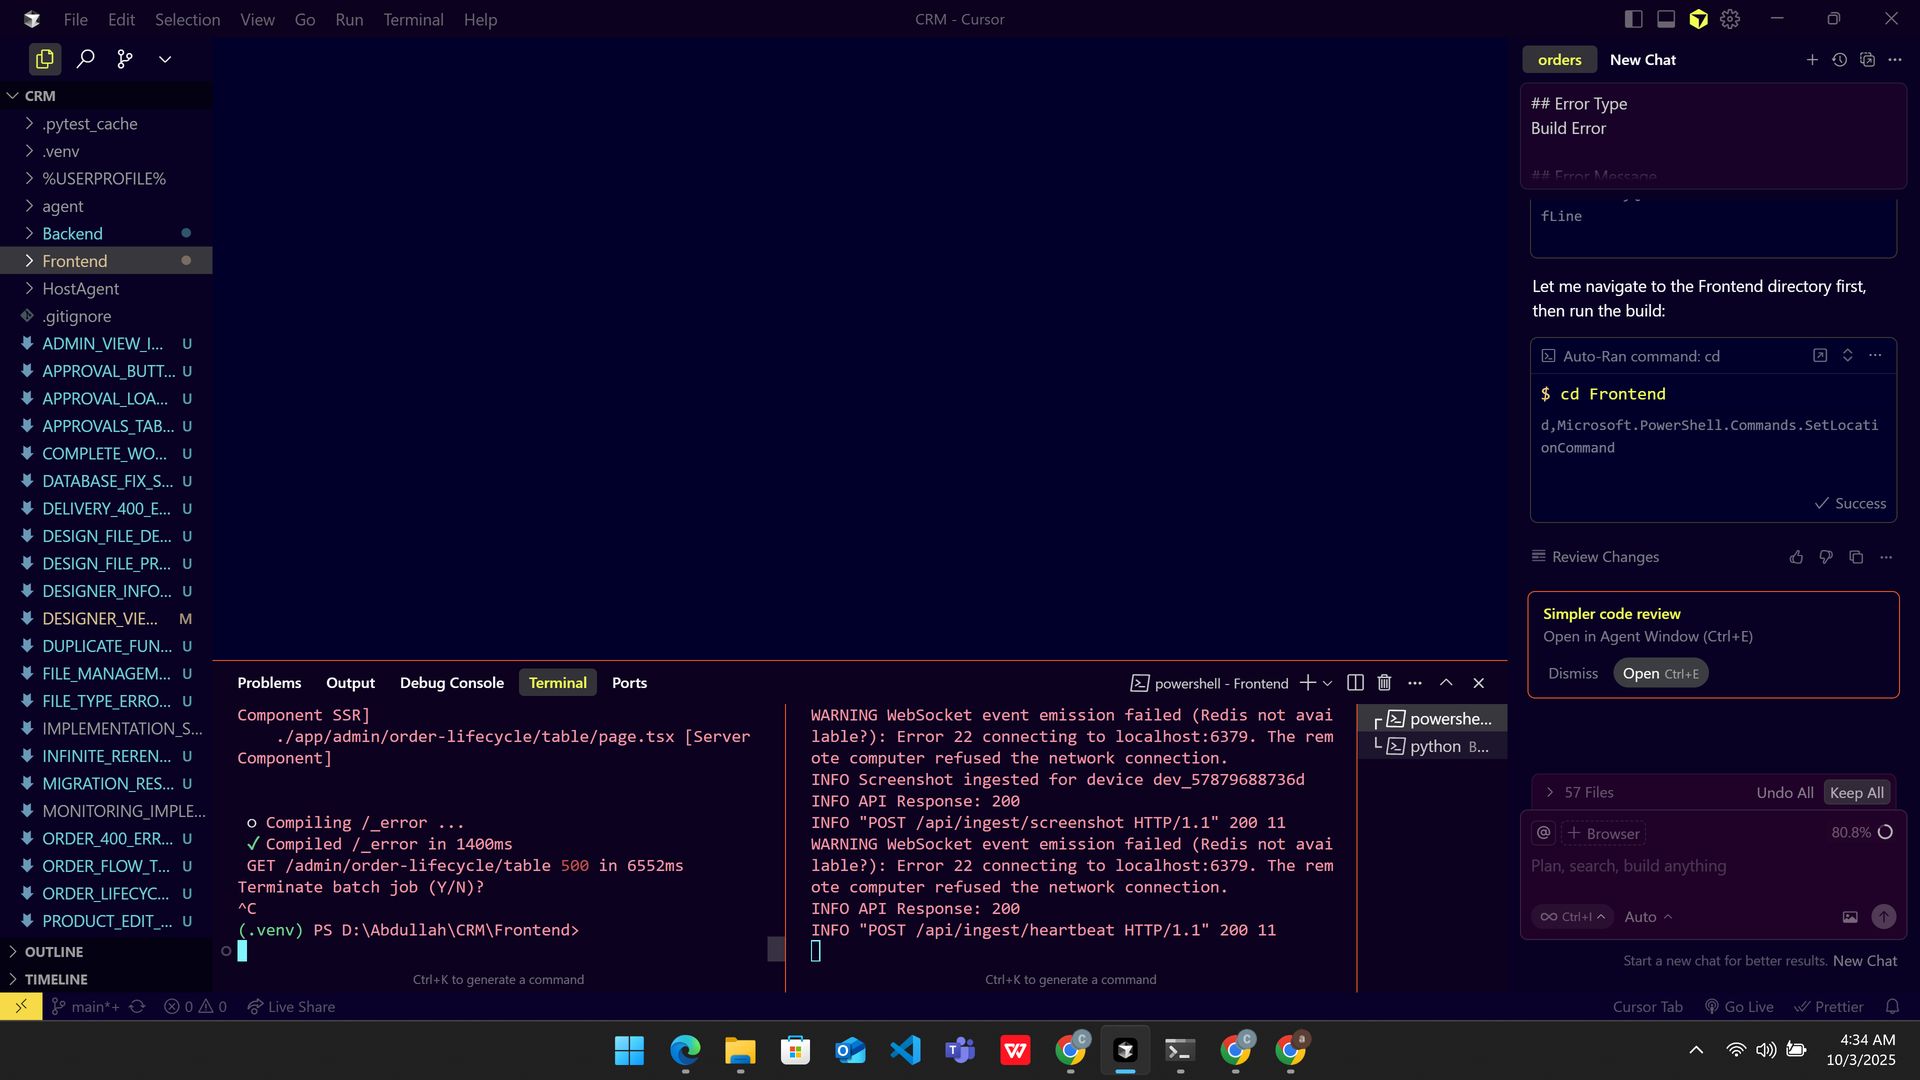 File Edit Selection View Go Run Terminal Help
CRM - Cursor
CRM
.pytest_cache
.venv
%USERPROFILE%
agent
Backend
Frontend
HostAgent
.gitignore
ADMIN_VIEW_I... U
APPROVAL_BUTT... U
APPROVAL_LOA... U
APPROVALS_TAB... U
COMPLETE_WO... U
DATABASE_FIX_S... U
DELIVERY_400_E... U
DESIGN_FILE_DE... U
DESIGN_FILE_PR... U
DESIGNER_INFO... U
DESIGNER_VIE... M
DUPLICATE_FUN... U
FILE_MANAGEM... U
FILE_TYPE_ERRO... U
IMPLEMENTATION_S...
INFINITE_REREN... U
MIGRATION_RES... U
MONITORING_IMPLE...
ORDER_400_ERR... U
ORDER_FLOW_T... U
ORDER_LIFECYC... U
PRODUCT_EDIT_... U
OUTLINE
TIMELINE
Problems Output Debug Console Terminal Ports
powershell - Frontend
Component SSR]
./app/admin/order-lifecycle/table/page.tsx [Server
Component]
○ Compiling /_error ...
✓ Compiled /_error in 1400ms
GET /admin/order-lifecycle/table 500 in 6552ms
Terminate batch job (Y/N)?
^C
(.venv) PS D:\Abdullah\CRM\Frontend>
Ctrl+K to generate a command
WARNING WebSocket event emission failed (Redis not avai
lable?): Error 22 connecting to localhost:6379. The rem
ote computer refused the network connection.
INFO Screenshot ingested for device dev_57879688736d
INFO API Response: 200
INFO "POST /api/ingest/screenshot HTTP/1.1" 200 11
WARNING WebSocket event emission failed (Redis not avai
lable?): Error 22 connecting to localhost:6379. The rem
ote computer refused the network connection.
INFO API Response: 200
INFO "POST /api/ingest/heartbeat HTTP/1.1" 200 11
Ctrl+K to generate a command
powershe...
python B...
orders New Chat
## Error Type
Build Error
## Error Message
fLine
Let me navigate to the Frontend directory first,
then run the build:
Auto-Ran command: cd
$ cd Frontend
d,Microsoft.PowerShell.Commands.SetLocati
onCommand
Success
Review Changes
Simpler code review
Open in Agent Window (Ctrl+E)
Dismiss Open Ctrl+E
57 Files Undo All Keep All
@ + Browser 80.8%
Plan, search, build anything
∞ Ctrl+I Auto
Start a new chat for better results. New Chat
main*+ 0 0 Live Share
Cursor Tab Go Live Prettier
4:34 AM
10/3/2025